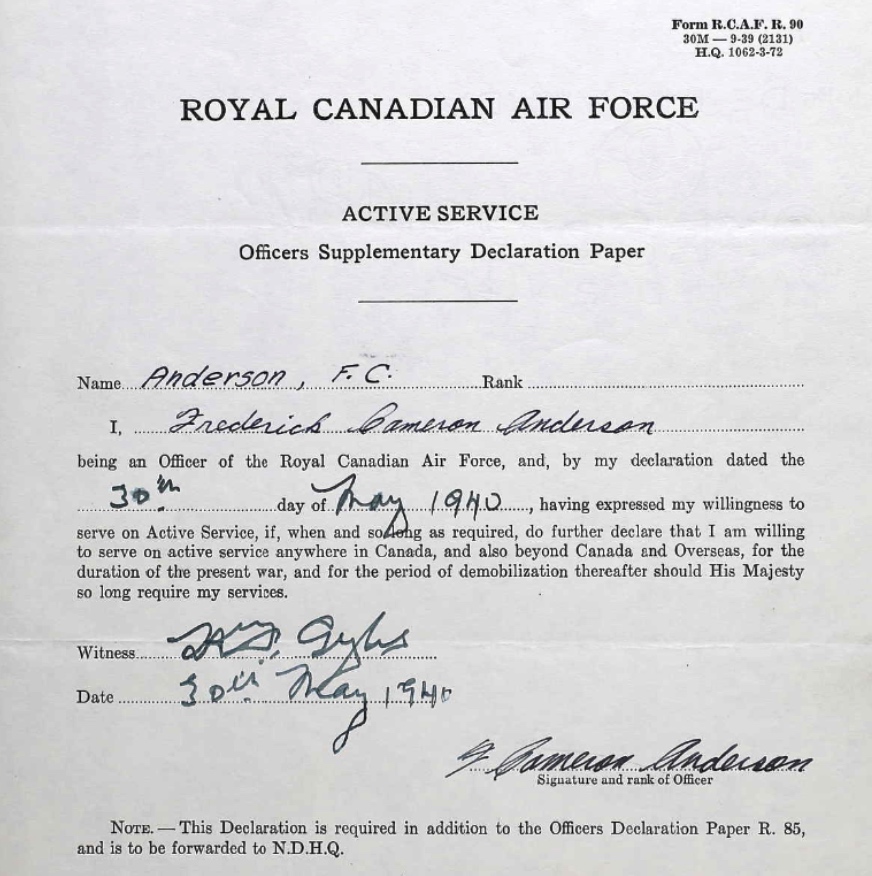 Form R.C.A.F. R. 90
30M — 9-39 (2131)
H.Q. 1062-3-72
ROYAL CANADIAN AIR FORCE
ACTIVE SERVICE
Officers Supplementary Declaration Paper
Name Anderson, F. C. Rank
I, Frederick Cameron Anderson
being an Officer of the Royal Canadian Air Force, and, by my declaration dated the
30th day of May 1940, having expressed my willingness to
serve on Active Service, if, when and so long as required, do further declare that I am willing
to serve on active service anywhere in Canada, and also beyond Canada and Overseas, for the
duration of the present war, and for the period of demobilization thereafter should His Majesty
so long require my services.
Witness
Date 30th May 1940
F Cameron Anderson
Signature and rank of Officer
NOTE. — This Declaration is required in addition to the Officers Declaration Paper R. 85,
and is to be forwarded to N.D.H.Q.